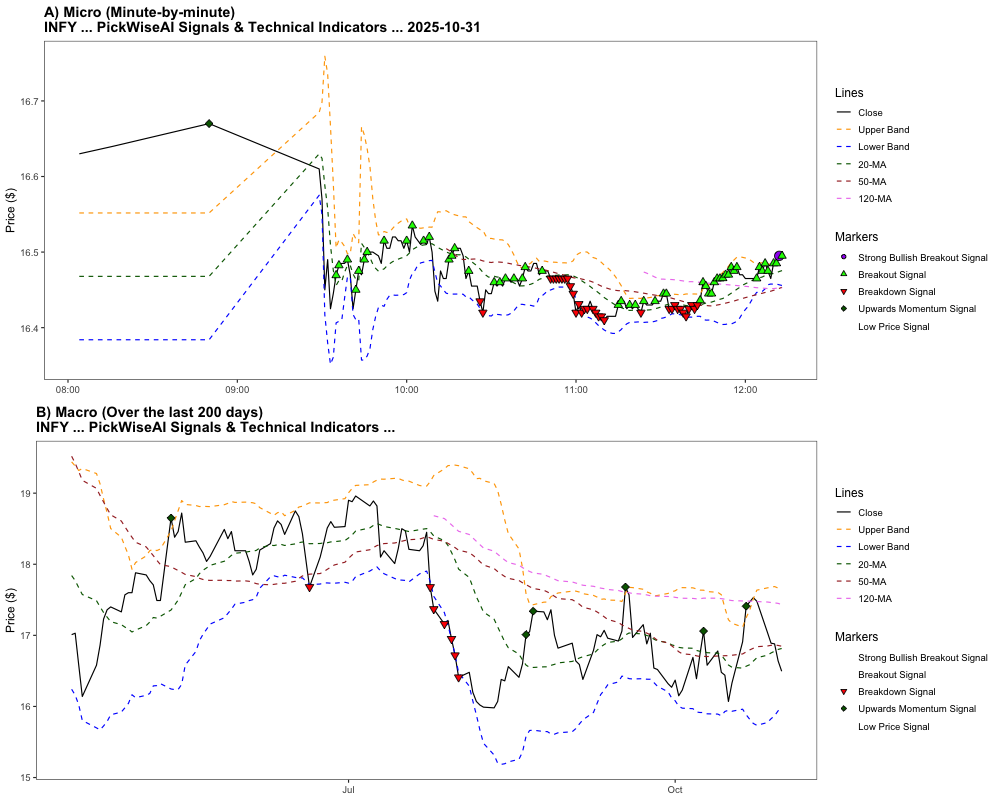 A) Micro (Minute-by-minute)
INFY ... PickWiseAI Signals & Technical Indicators ... 2025-10-31
Price ($)
16.7
16.6
16.5
16.4
08:00
09:00
10:00
11:00
12:00
Lines
Close
Upper Band
Lower Band
20-MA
50-MA
120-MA
Markers
Strong Bullish Breakout Signal
Breakout Signal
Breakdown Signal
Upwards Momentum Signal
Low Price Signal
B) Macro (Over the last 200 days)
INFY ... PickWiseAI Signals & Technical Indicators ...
Price ($)
19
18
17
16
15
Jul
Oct
Lines
Close
Upper Band
Lower Band
20-MA
50-MA
120-MA
Markers
Strong Bullish Breakout Signal
Breakout Signal
Breakdown Signal
Upwards Momentum Signal
Low Price Signal